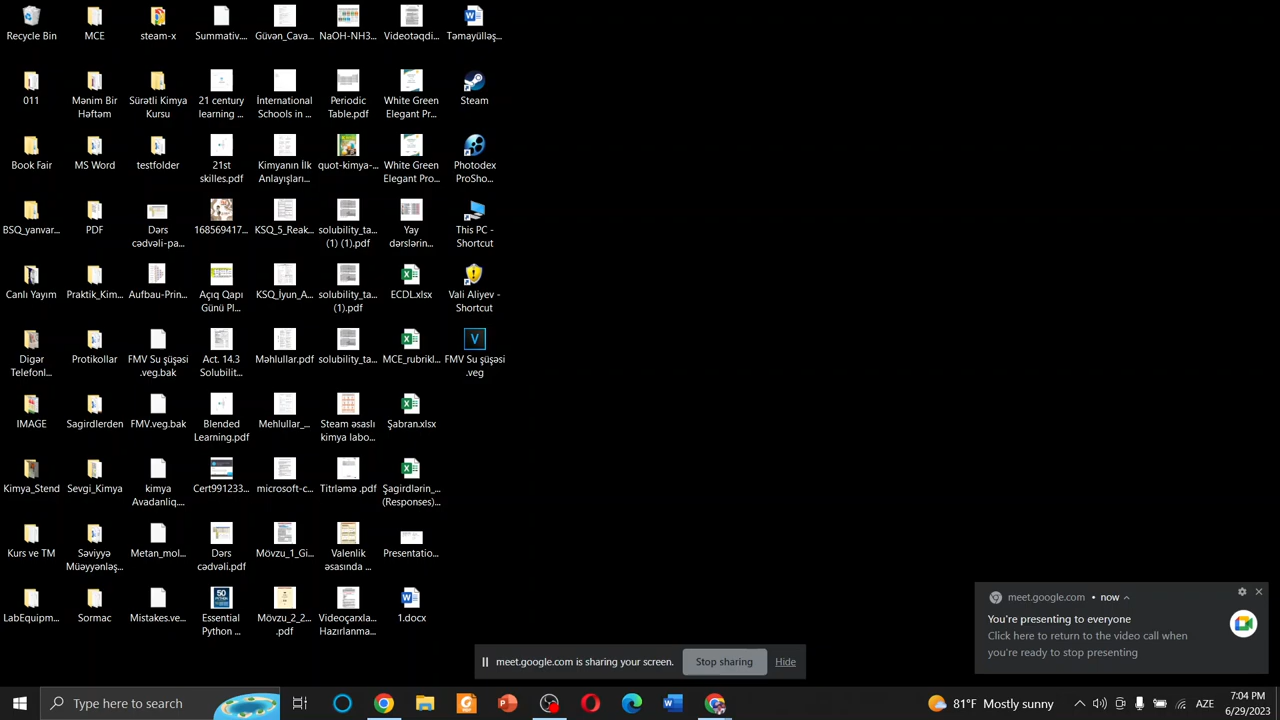 Recycle Bin
MCE
steam-x
Summativ...
Güvən_Cava...
NaOH-NH3...
Videotəqdi...
Təmayülləş...
011
Mənim Bir
Həftəm
Sürətli Kimya
Kursu
21 century
learning ...
İnternational
Schools in ...
Periodic
Table.pdf
White Green
Elegant Pr...
Steam
Book Fair
MS Word
testfolder
21st
skilles.pdf
Kimyanın İlk
Anlayışları...
quot-kimya-...
White Green
Elegant Pro...
Photodex
ProSho...
BSQ_yanvar...
PDF
Dərs
cədvəli-pa...
168569417...
KSQ_5_Reak...
solubility_ta...
(1) (1).pdf
Yay
dərslərin...
This PC -
Shortcut
Canlı Yayım
Praktik_Kim...
Aufbau-Prin...
Açıq Qapı
Günü Pl...
KSQ_İyun_A...
solubility_ta...
(1).pdf
ECDL.xlsx
Vali Aliyev -
Shortcut
Digər
Telefonl...
Protikollar
FMV Su şüşəsi
.veg.bak
Act. 14.3
Solubilit...
Məhlullar.pdf
solubility_ta...
MCE_rubrikl...
FMV Su şüşəsi
.veg
IMAGE
Sagirdlerden
FMV.veg.bak
Blended
Learning.pdf
Mehlullar_...
Steam əsaslı
kimya labo...
Şabran.xlsx
Kimya_Stend
Sevgi_Kimya
kimya
Avadanliq....
Cert991233...
microsoft-c...
Titrləmə .pdf
Şagirdlərin_...
(Responses)...
Kurs ve TM
Səviyyə
Müəyyənləş...
Metan_mol...
Dərs
cədvəli.pdf
Mövzu_1_Gi...
Valenlik
əsasında ...
Presentatio...
LabEquipm...
Sormac
Mistakes.ve...
50
PYTHON
Essential
Python ...
Mövzu_2_2...
.pdf
Videoçarxla...
Hazırlanma...
1.docx
meet.google.com • now
You're presenting to everyone
Click here to return to the video call when
you're ready to stop presenting
meet.google.com is sharing your screen.
Stop sharing
Hide
Type here to search
81°F Mostly sunny
AZE
7:04 PM
6/29/2023